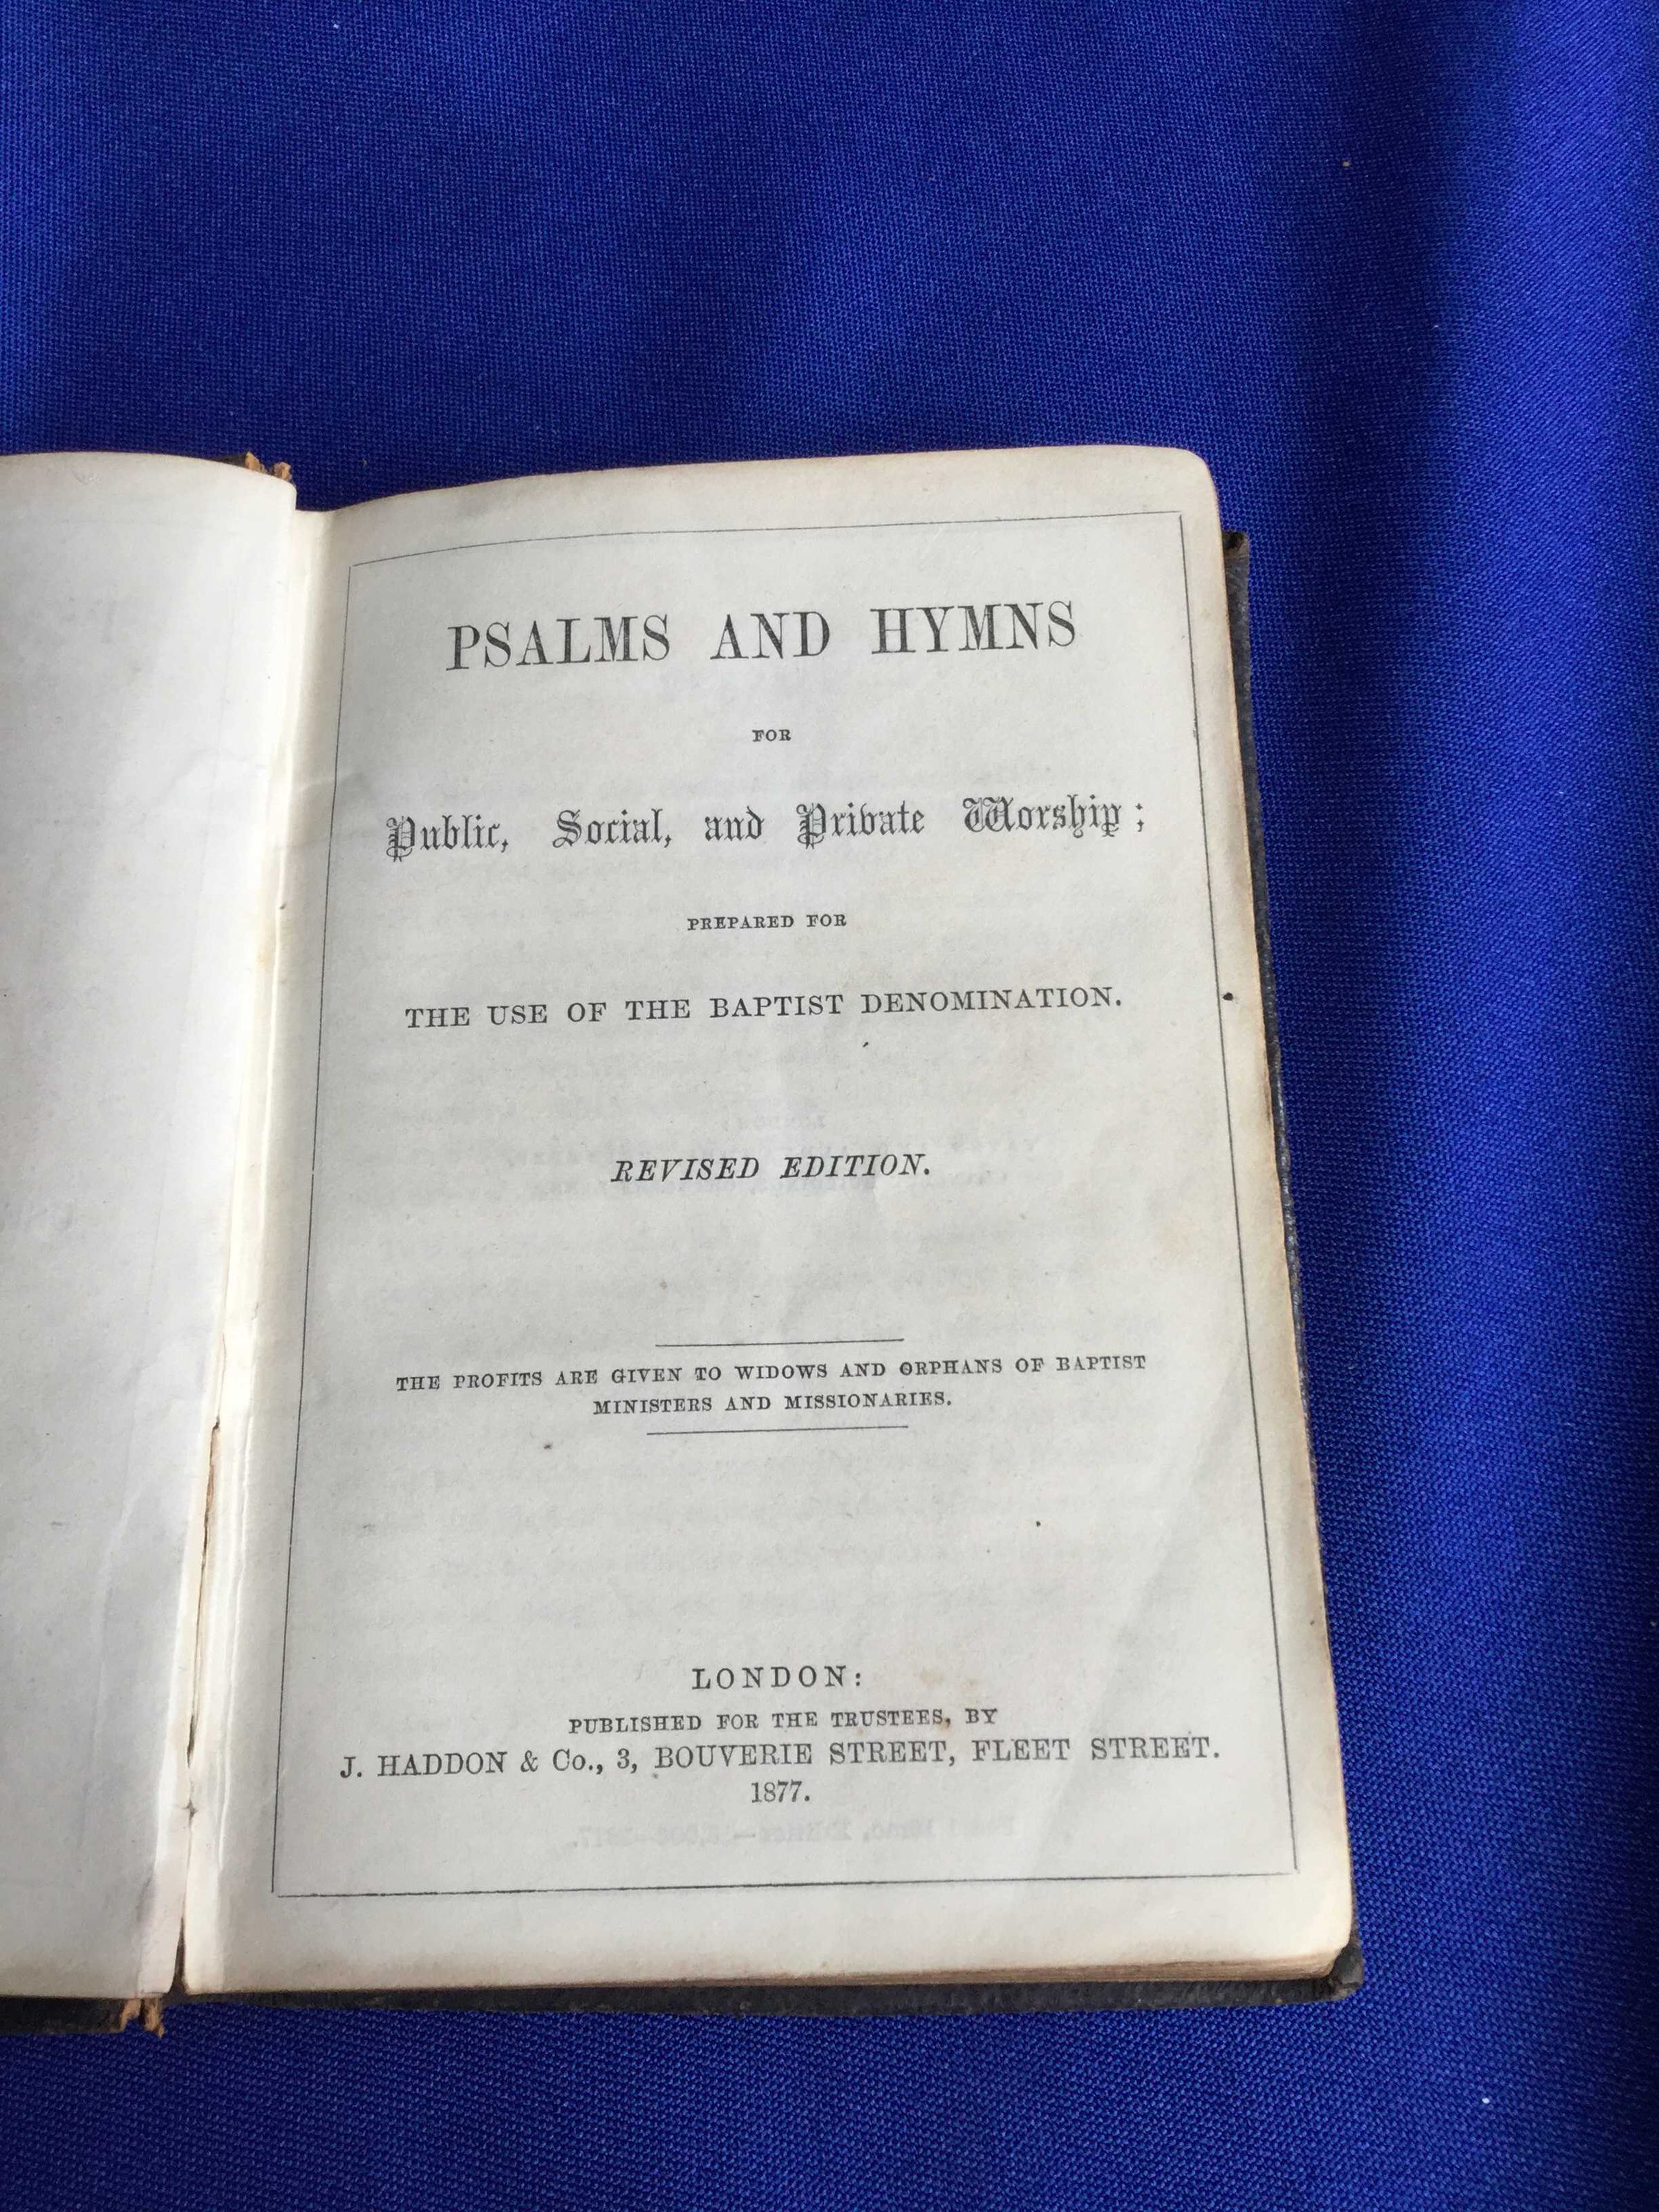 PSALMS AND HYMNS
FOR
Public, Social, and Private Worship;
PREPARED FOR
THE USE OF THE BAPTIST DENOMINATION.
REVISED EDITION.
THE PROFITS ARE GIVEN TO WIDOWS AND ORPHANS OF BAPTIST
MINISTERS AND MISSIONARIES.
LONDON:
PUBLISHED FOR THE TRUSTEES, BY
J. HADDON & Co., 3, BOUVERIE STREET, FLEET STREET.
1877.